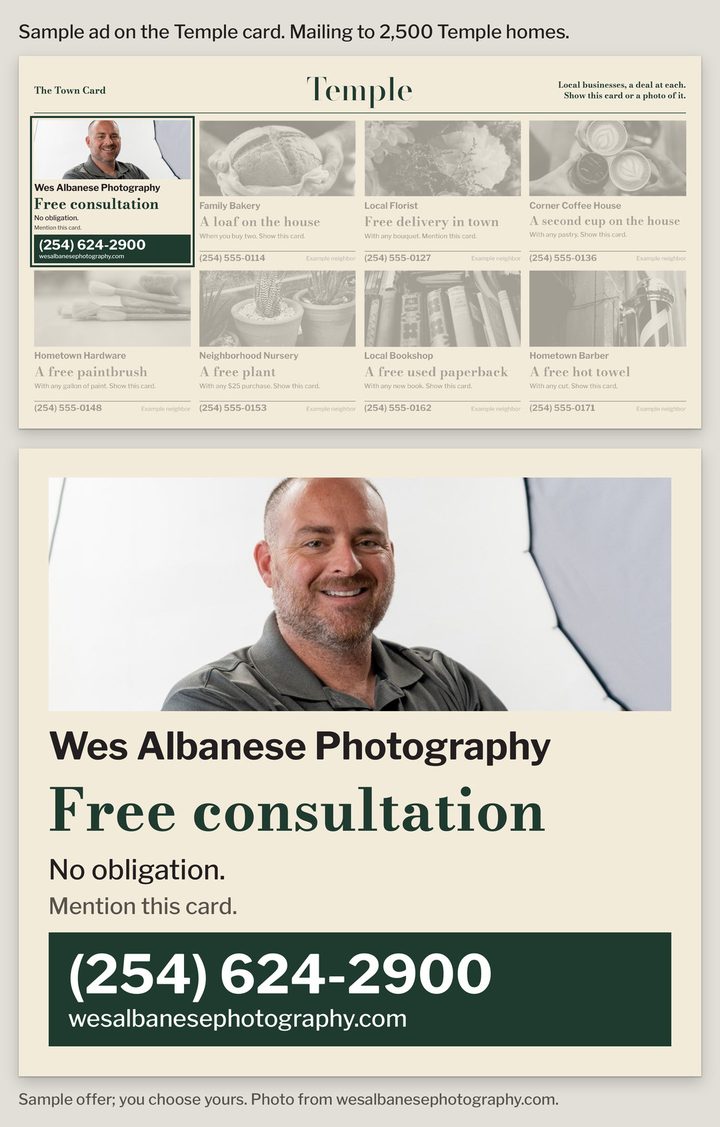 Sample ad on the Temple card. Mailing to 2,500 Temple homes.
The Town Card
Temple
Local businesses, a deal at each.
Show this card or a photo of it.
Wes Albanese Photography
Free consultation
No obligation.
Mention this card.
(254) 624-2900
wesalbanesephotography.com
Family Bakery
A loaf on the house
When you buy two. Show this card.
(254) 555-0114
Example neighbor
Local Florist
Free delivery in town
With any bouquet. Mention this card.
(254) 555-0127
Example neighbor
Corner Coffee House
A second cup on the house
With any pastry. Show this card.
(254) 555-0136
Example neighbor
Hometown Hardware
A free paintbrush
With any gallon of paint. Show this card.
(254) 555-0148
Example neighbor
Neighborhood Nursery
A free plant
With any $25 purchase. Show this card.
(254) 555-0153
Example neighbor
Local Bookshop
A free used paperback
With any new book. Show this card.
(254) 555-0162
Example neighbor
Hometown Barber
A free hot towel
With any cut. Show this card.
(254) 555-0171
Example neighbor
Wes Albanese Photography
Free consultation
No obligation.
Mention this card.
(254) 624-2900
wesalbanesephotography.com
Sample offer; you choose yours. Photo from wesalbanesephotography.com.